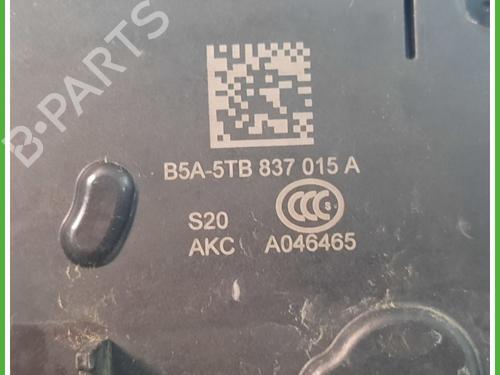 B-PARTS
B5A-5TB 837 015 A
S20
CCC S
AKC A046465